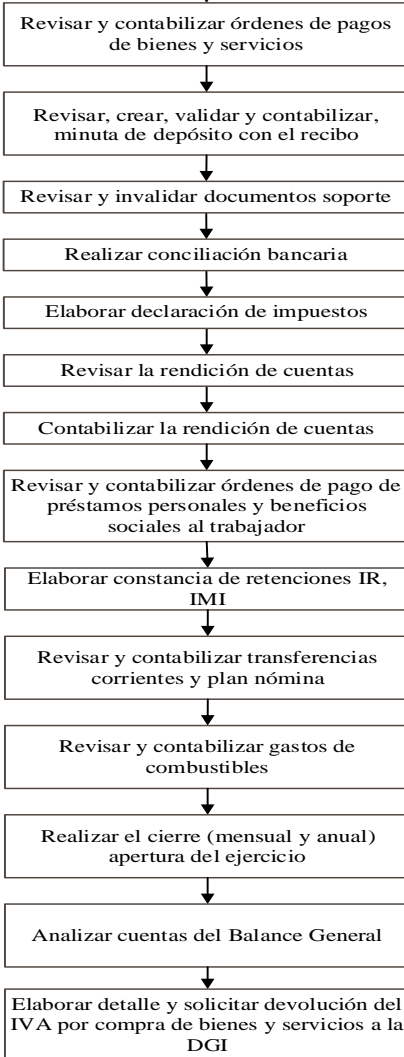 Revisar y contabilizar órdenes de pagos
de bienes y servicios
Revisar, crear, validar y contabilizar,
minuta de depósito con el recibo
Revisar y invalidar documentos soporte
Realizar conciliación bancaria
Elaborar declaración de impuestos
Revisar la rendición de cuentas
Contabilizar la rendición de cuentas
Revisar y contabilizar órdenes de pago de
préstamos personales y beneficios
sociales al trabajador
Elaborar constancia de retenciones IR,
IMI
Revisar y contabilizar transferencias
corrientes y plan nómina
Revisar y contabilizar gastos de
combustibles
Realizar el cierre (mensual y anual)
apertura del ejercicio
Analizar cuentas del Balance General
Elaborar detalle y solicitar devolución del
IVA por compra de bienes y servicios a la
DGI